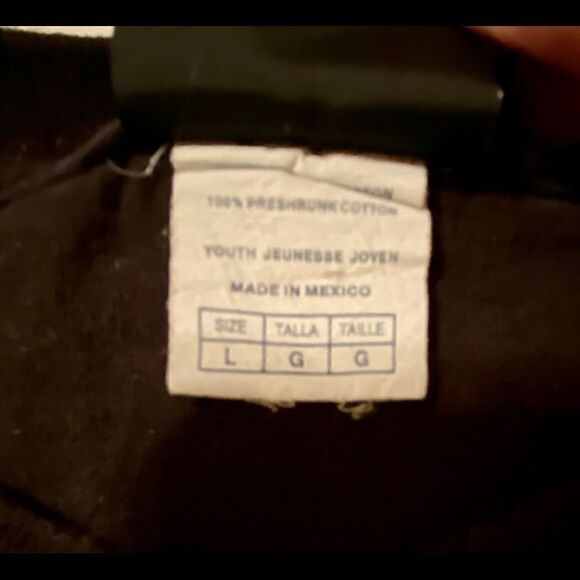 100% PRESHRUNK COTTON
YOUTH JEUNESSE JOVEN
MADE IN MEXICO
SIZE TALLA TAILLE
L G G